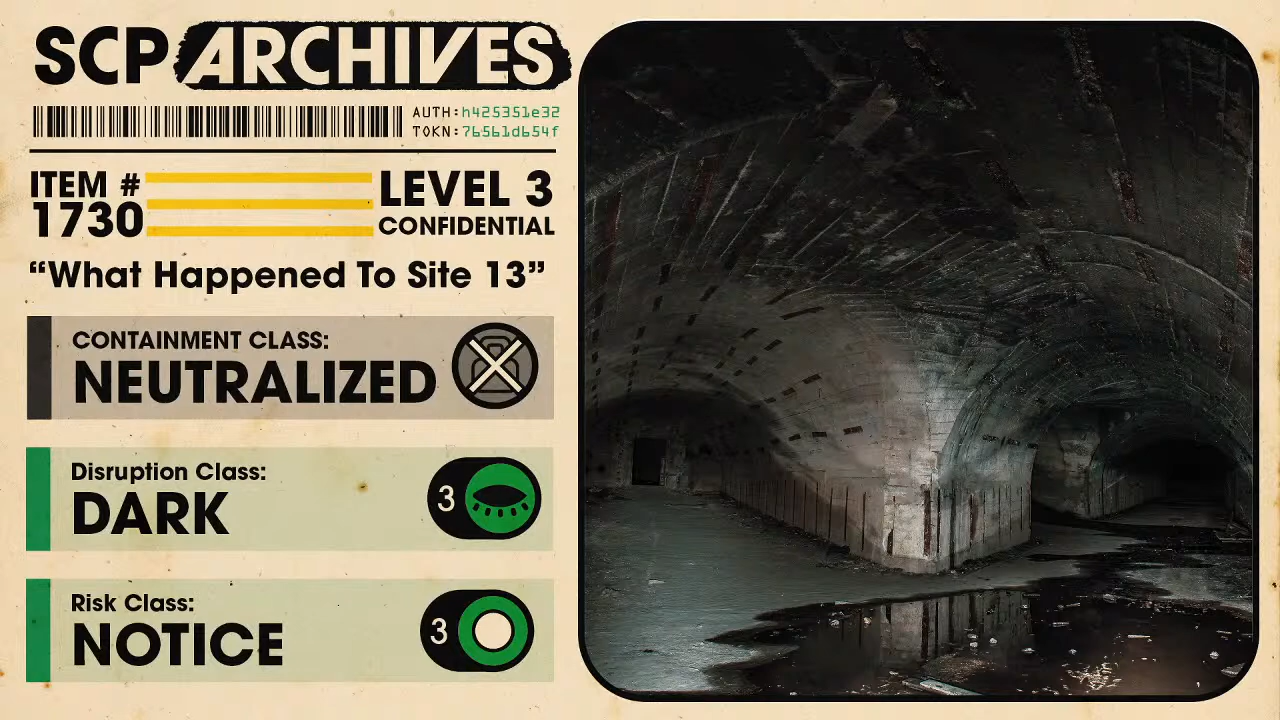 SCP ARCHIVES
AUTH:h425351e32
TOKN:76561d654f
ITEM #
1730
LEVEL 3
CONFIDENTIAL
“What Happened To Site 13”
CONTAINMENT CLASS:
NEUTRALIZED
Disruption Class:
DARK
3
Risk Class:
NOTICE
3